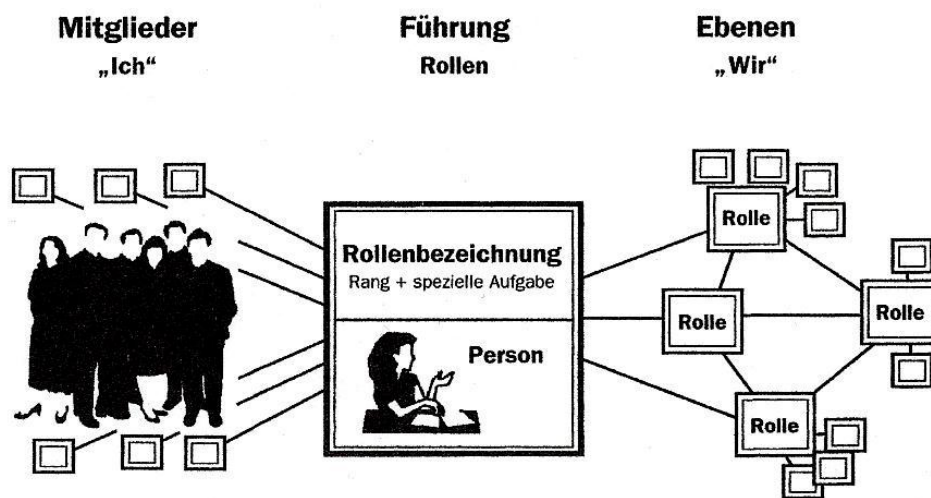 Mitglieder
„Ich“
Führung
Rollen
Ebenen
„Wir“
Rollenbezeichnung
Rang + spezielle Aufgabe
Person
Rolle
Rolle
Rolle
Rolle